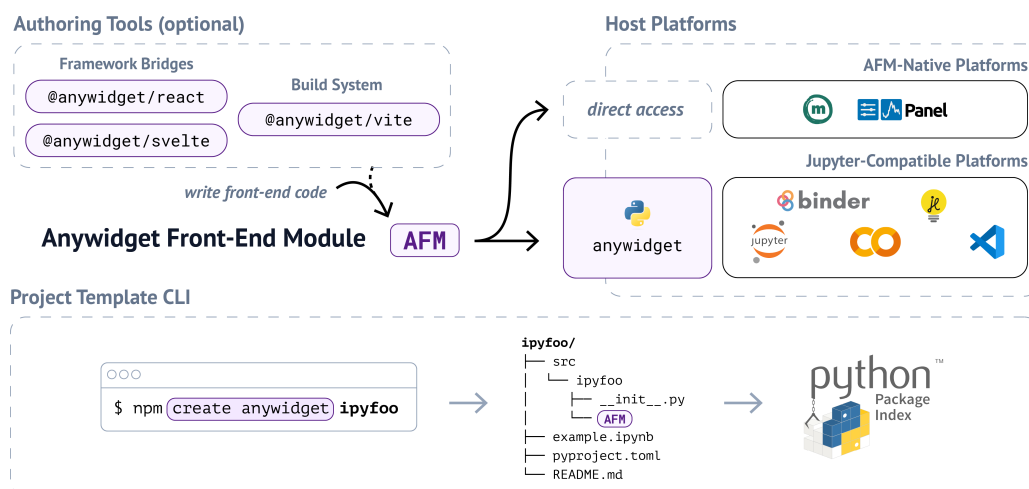 Authoring Tools (optional)
Framework Bridges
@anywidget/react
@anywidget/svelte
Build System
@anywidget/vite
write front-end code
Anywidget Front-End Module
AFM
Host Platforms
AFM-Native Platforms
direct access
m
Panel
Jupyter-Compatible Platforms
anywidget
binder
jl
jupyter
Project Template CLI
$ npm create anywidget ipyfoo
ipyfoo/
├── src
│   └── ipyfoo
│       ├── __init__.py
│       └── AFM
├── example.ipynb
├── pyproject.toml
└── README.md
python™
Package
Index